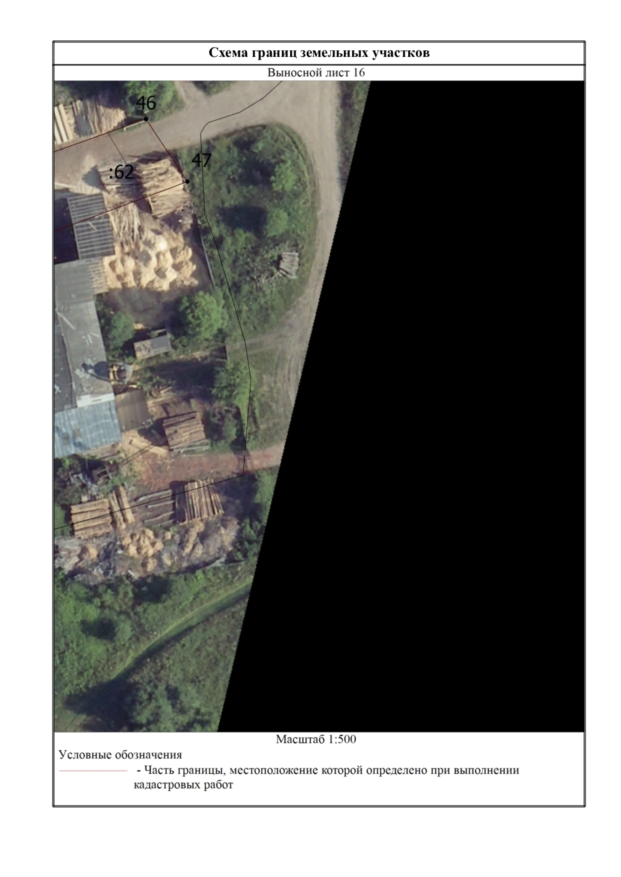 Схема границ земельных участков
Выносной лист 16
46
47
:62
Масштаб 1:500
Условные обозначения
- Часть границы, местоположение которой определено при выполнении
кадастровых работ